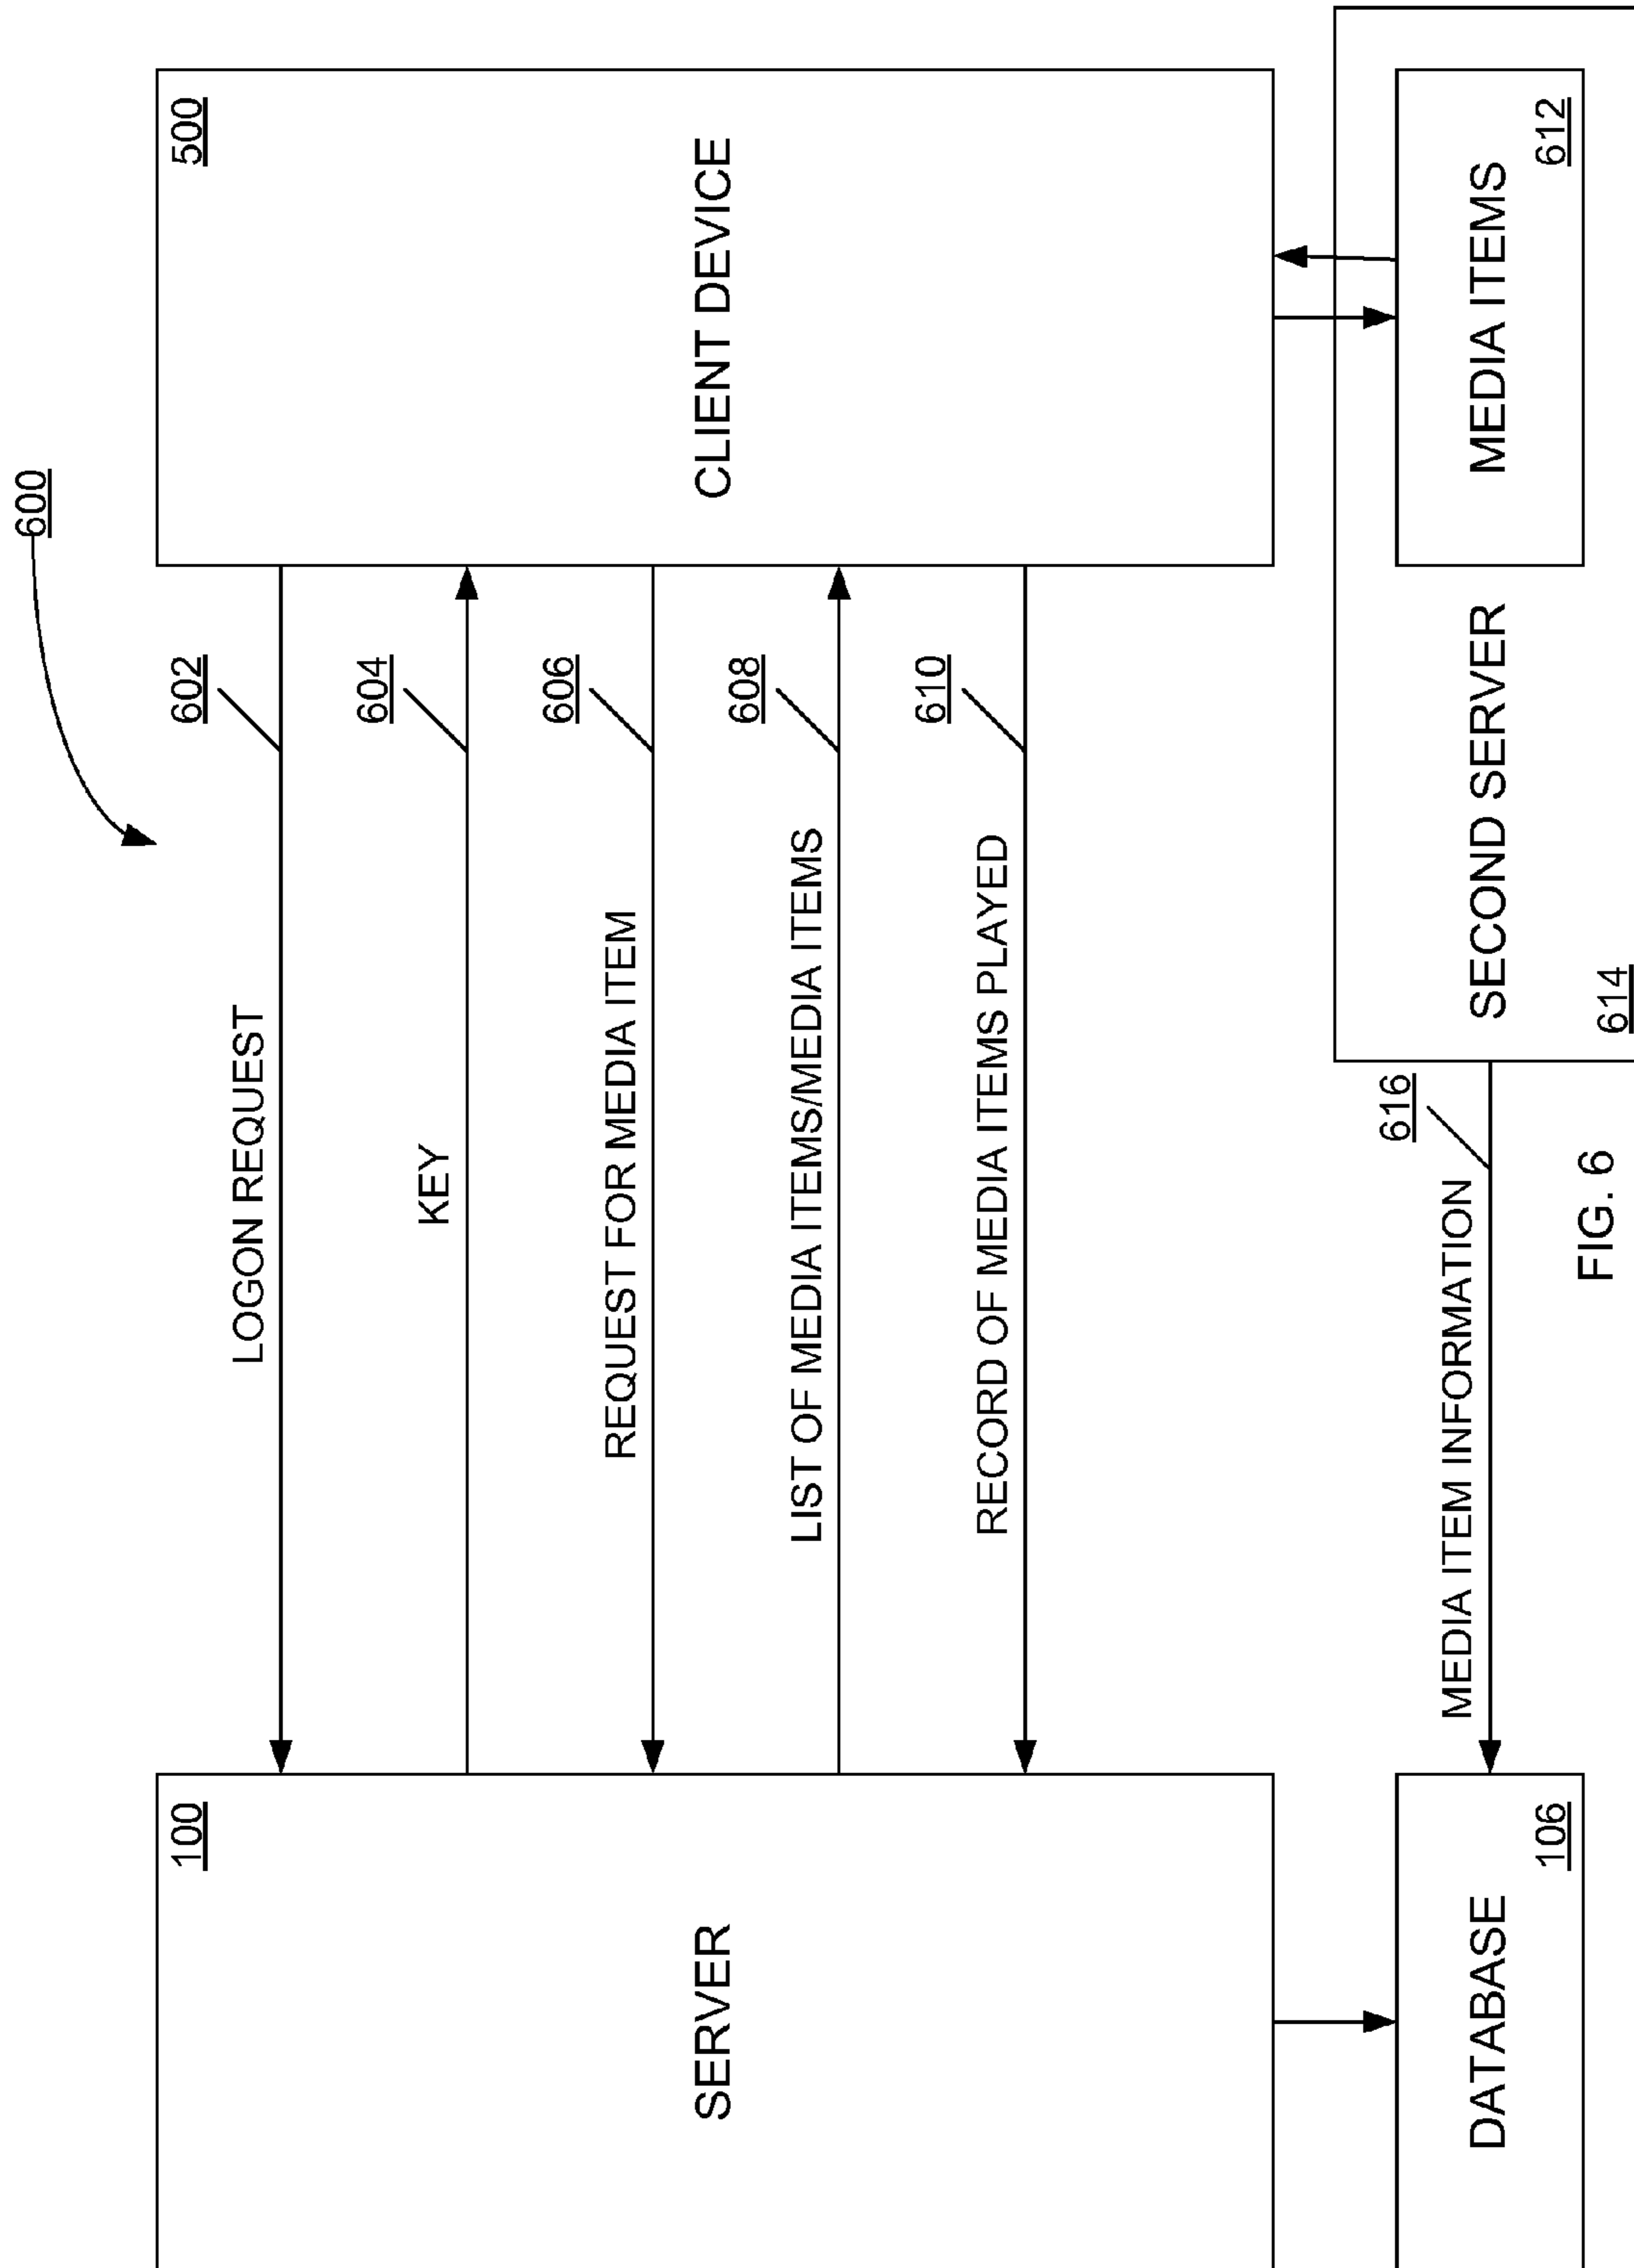 600
100
SERVER
500
CLIENT DEVICE
LOGON REQUEST
602
KEY
604
REQUEST FOR MEDIA ITEM
606
LIST OF MEDIA ITEMS/MEDIA ITEMS
608
RECORD OF MEDIA ITEMS PLAYED
610
DATABASE
106
MEDIA ITEM INFORMATION
616
SECOND SERVER
614
MEDIA ITEMS
612
FIG. 6